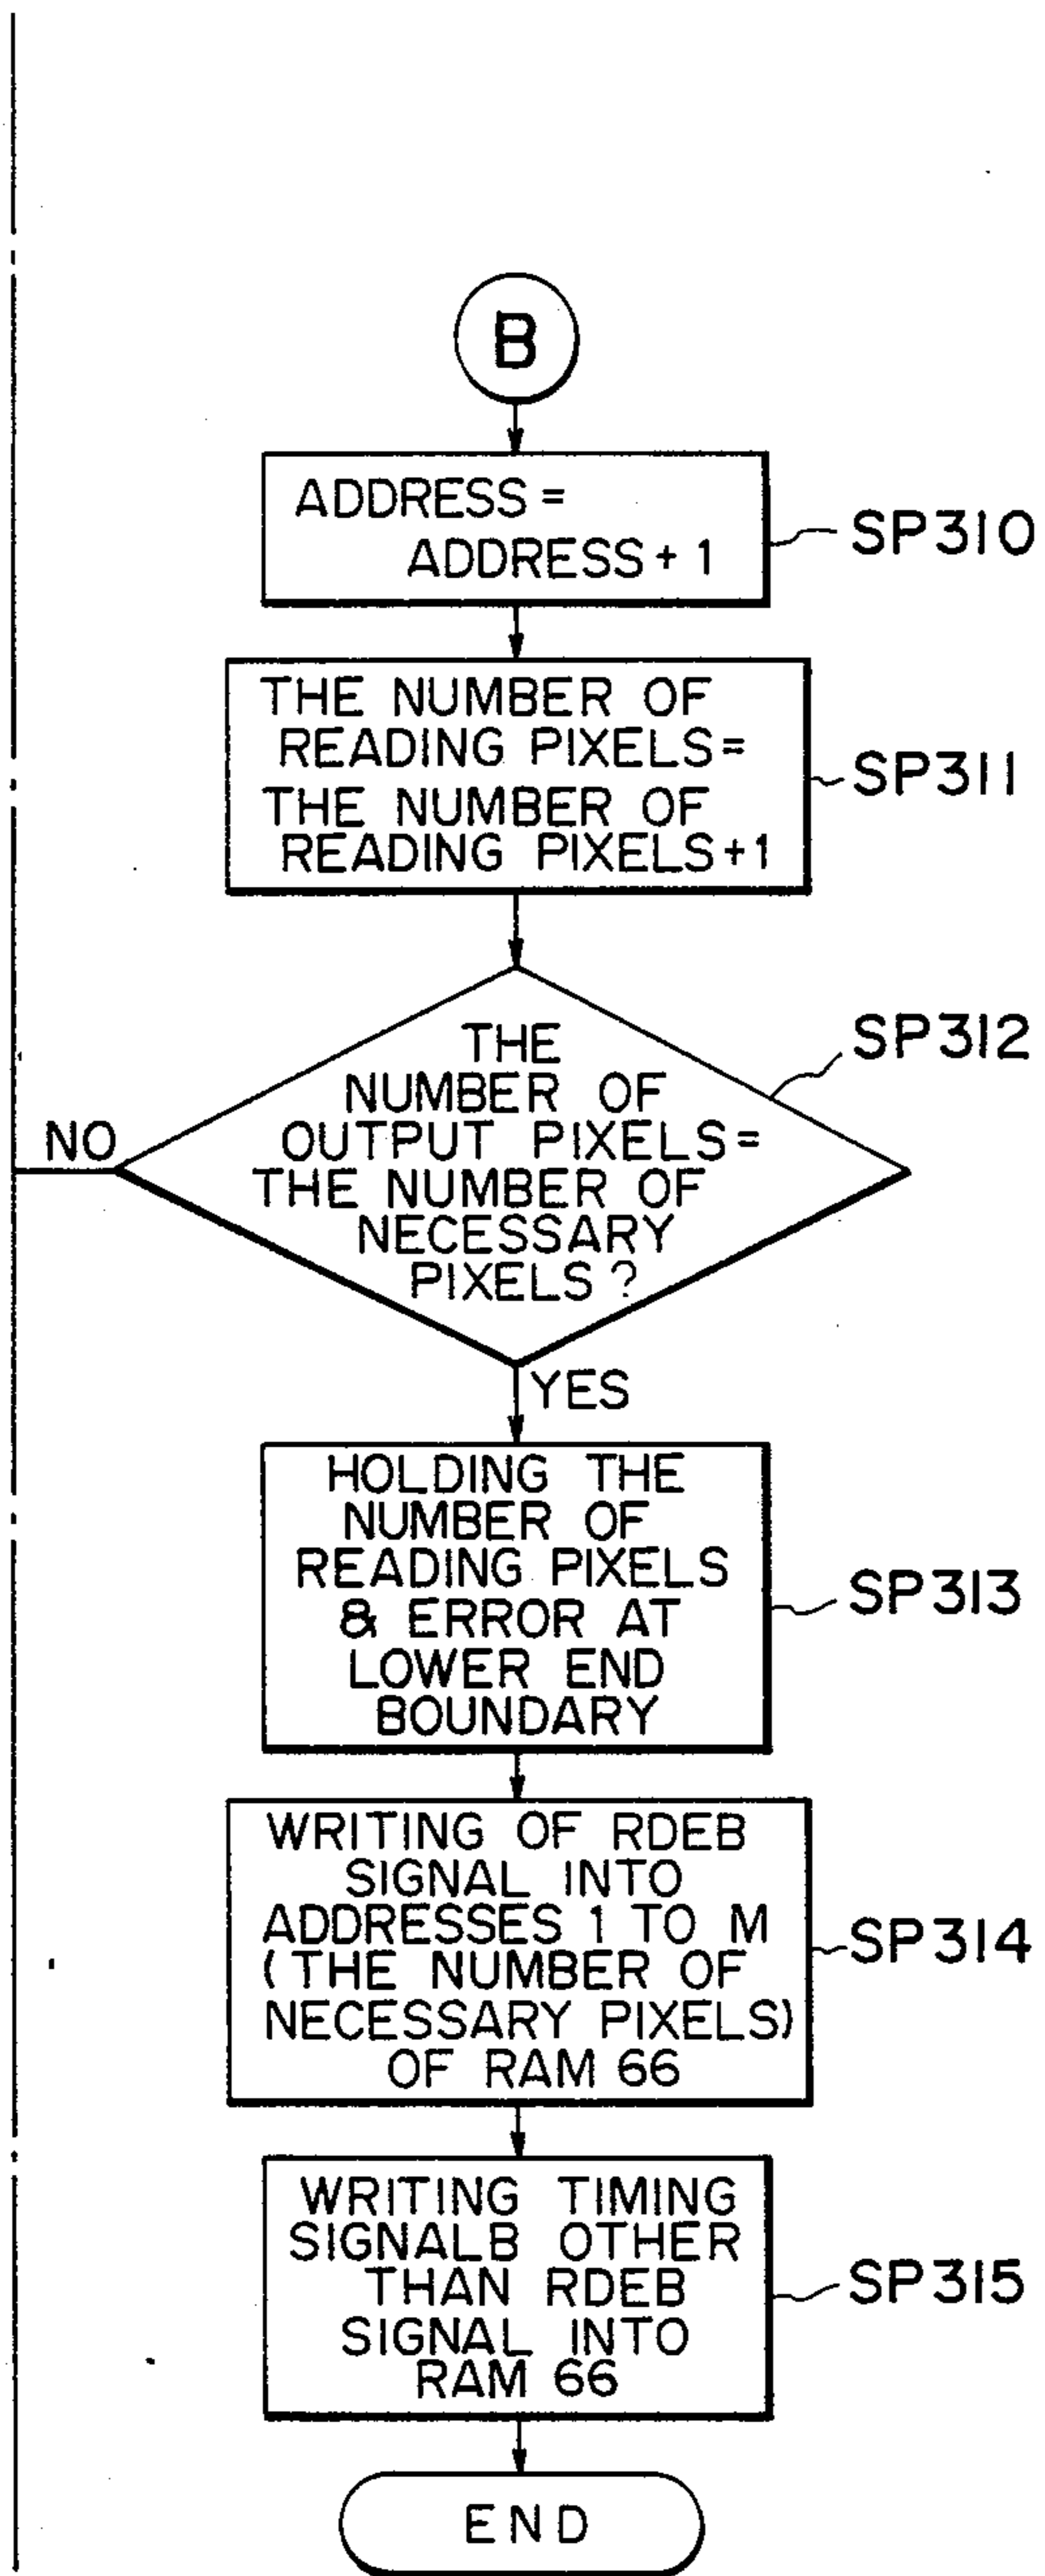 B
ADDRESS =
ADDRESS + 1
SP310
THE NUMBER OF
READING PIXELS =
THE NUMBER OF
READING PIXELS + 1
SP311
THE
NUMBER OF
OUTPUT PIXELS =
THE NUMBER OF
NECESSARY
PIXELS ?
SP312
NO
YES
HOLDING THE
NUMBER OF
READING PIXELS
& ERROR AT
LOWER END
BOUNDARY
SP313
WRITING OF RDEB
SIGNAL INTO
ADDRESSES 1 TO M
(THE NUMBER OF
NECESSARY PIXELS)
OF RAM 66
SP314
WRITING TIMING
SIGNALB OTHER
THAN RDEB
SIGNAL INTO
RAM 66
SP315
END